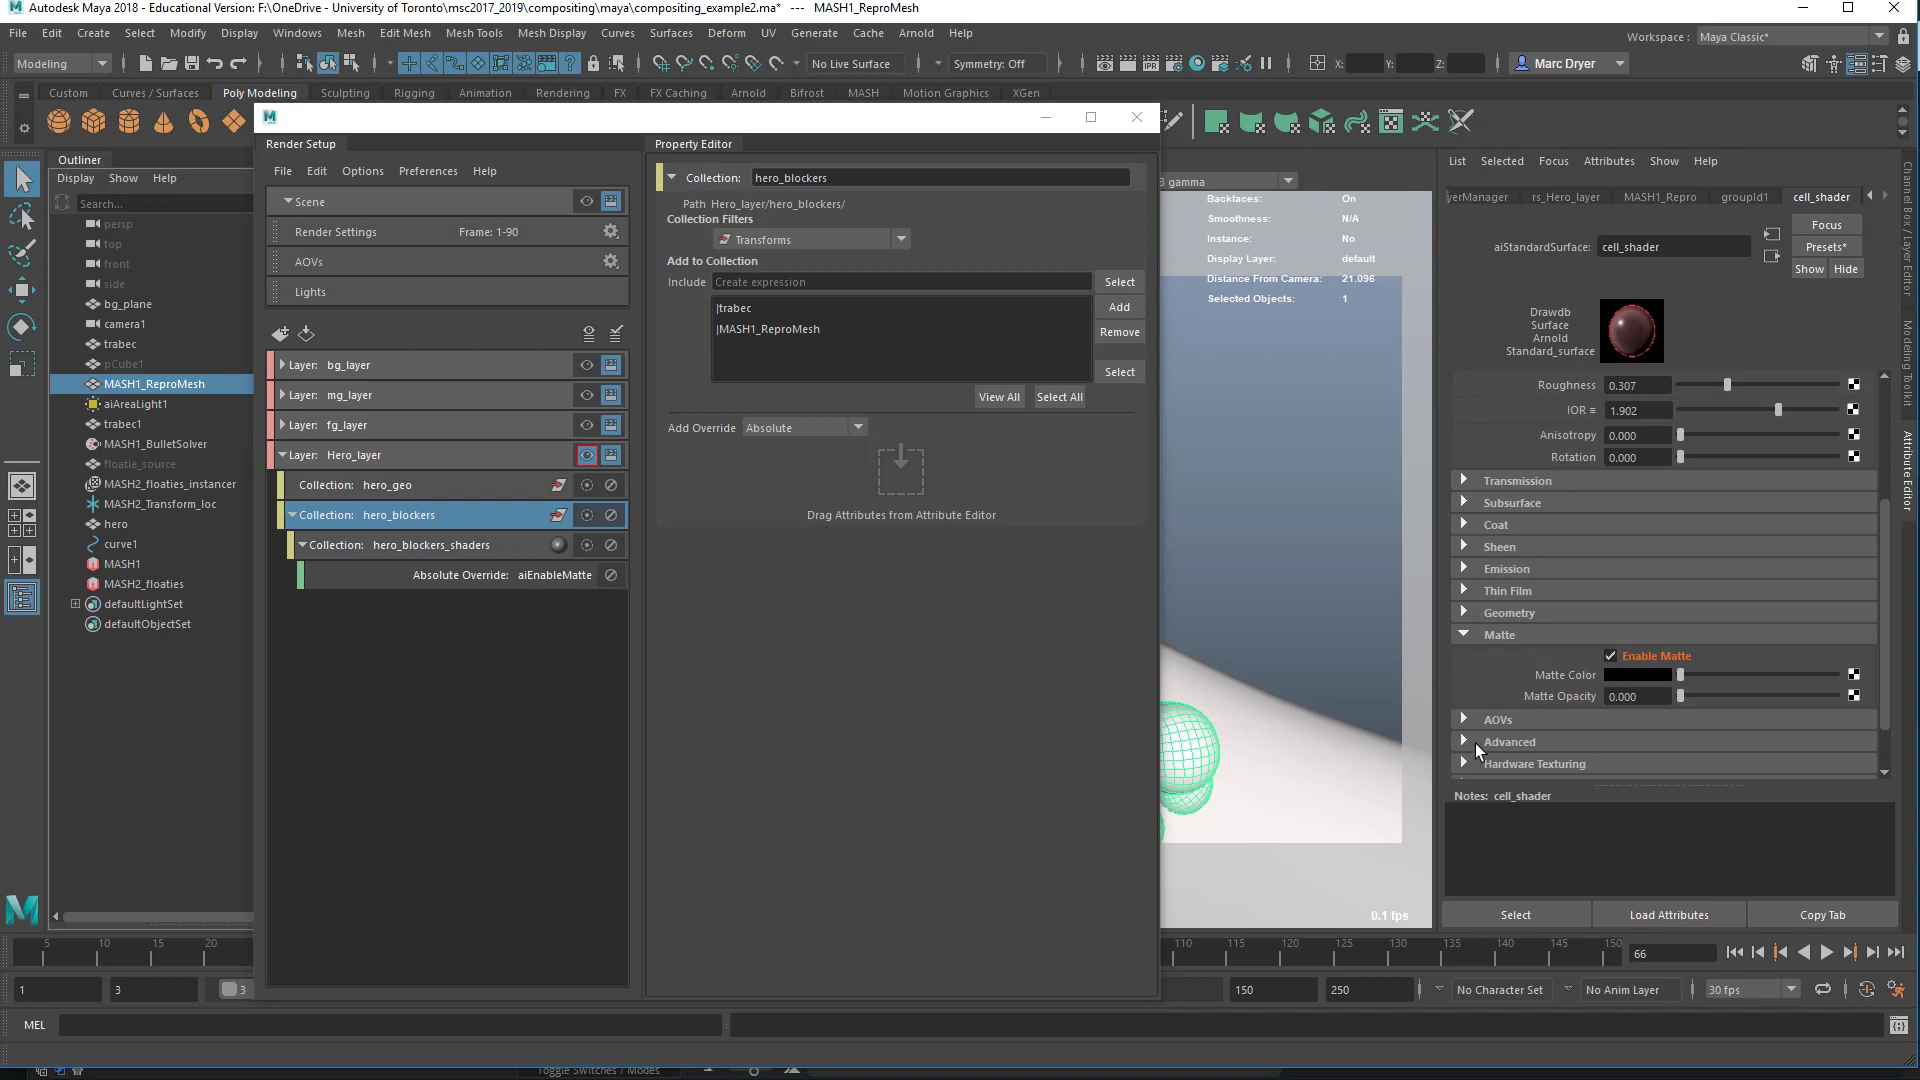 Autodesk Maya 2018 - Educational Version: F:\OneDrive - University of Toronto\msc2017_2019\compositing\maya\compositing_example2.ma* --- MASH1_ReproMesh
File Edit Create Select Modify Display Windows Mesh Edit Mesh Mesh Tools Mesh Display Curves Surfaces Deform UV Generate Cache Arnold Help
Workspace : Maya Classic*
Modeling No Live Surface Symmetry: Off X: Y: Z: Marc Dryer
Custom Curves / Surfaces Poly Modeling Sculpting Rigging Animation Rendering FX FX Caching Arnold Bifrost MASH Motion Graphics XGen
Outliner
Display Show Help
Search...
persp
top
front
side
bg_plane
camera1
trabec
pCube1
MASH1_ReproMesh
aiAreaLight1
trabec1
MASH1_BulletSolver
floatie_source
MASH2_floaties_instancer
MASH2_Transform_loc
hero
curve1
MASH1
MASH2_floaties
defaultLightSet
defaultObjectSet
Render Setup
File Edit Options Preferences Help
Scene
Render Settings Frame: 1-90
AOVs
Lights
Layer: bg_layer
Layer: mg_layer
Layer: fg_layer
Layer: Hero_layer
Collection: hero_geo
Collection: hero_blockers
Collection: hero_blockers_shaders
Absolute Override: aiEnableMatte
Property Editor
Collection: hero_blockers
Path Hero_layer/hero_blockers/
Collection Filters
Transforms
Add to Collection
Include Create expression Select
|trabec
|MASH1_ReproMesh
Add
Remove
Select
View All Select All
Add Override Absolute
Drag Attributes from Attribute Editor
gamma
Backfaces: On
Smoothness: N/A
Instance: No
Display Layer: default
Distance From Camera: 21.096
Selected Objects: 1
0.1 fps
List Selected Focus Attributes Show Help
yerManager rs_Hero_layer MASH1_Repro groupId1 cell_shader
Focus
aiStandardSurface: cell_shader
Presets*
Show Hide
Drawdb
Surface
Arnold
Standard_surface
Roughness 0.307
IOR 1.902
Anisotropy 0.000
Rotation 0.000
Transmission
Subsurface
Coat
Sheen
Emission
Thin Film
Geometry
Matte
Enable Matte
Matte Color
Matte Opacity 0.000
AOVs
Advanced
Hardware Texturing
Notes: cell_shader
Select Load Attributes Copy Tab
Channel Box / Layer Editor
Modeling Toolkit
Attribute Editor
5 10 15 20 110 115 120 125 130 135 140 145 150 66
1 3 3 150 250 No Character Set No Anim Layer 30 fps
MEL
Toggle Switches / Modes